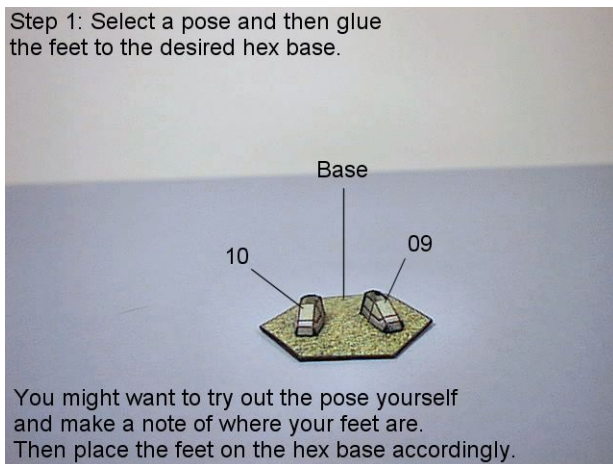 Step 1: Select a pose and then glue
the feet to the desired hex base.
Base
10
09
You might want to try out the pose yourself
and make a note of where your feet are.
Then place the feet on the hex base accordingly.